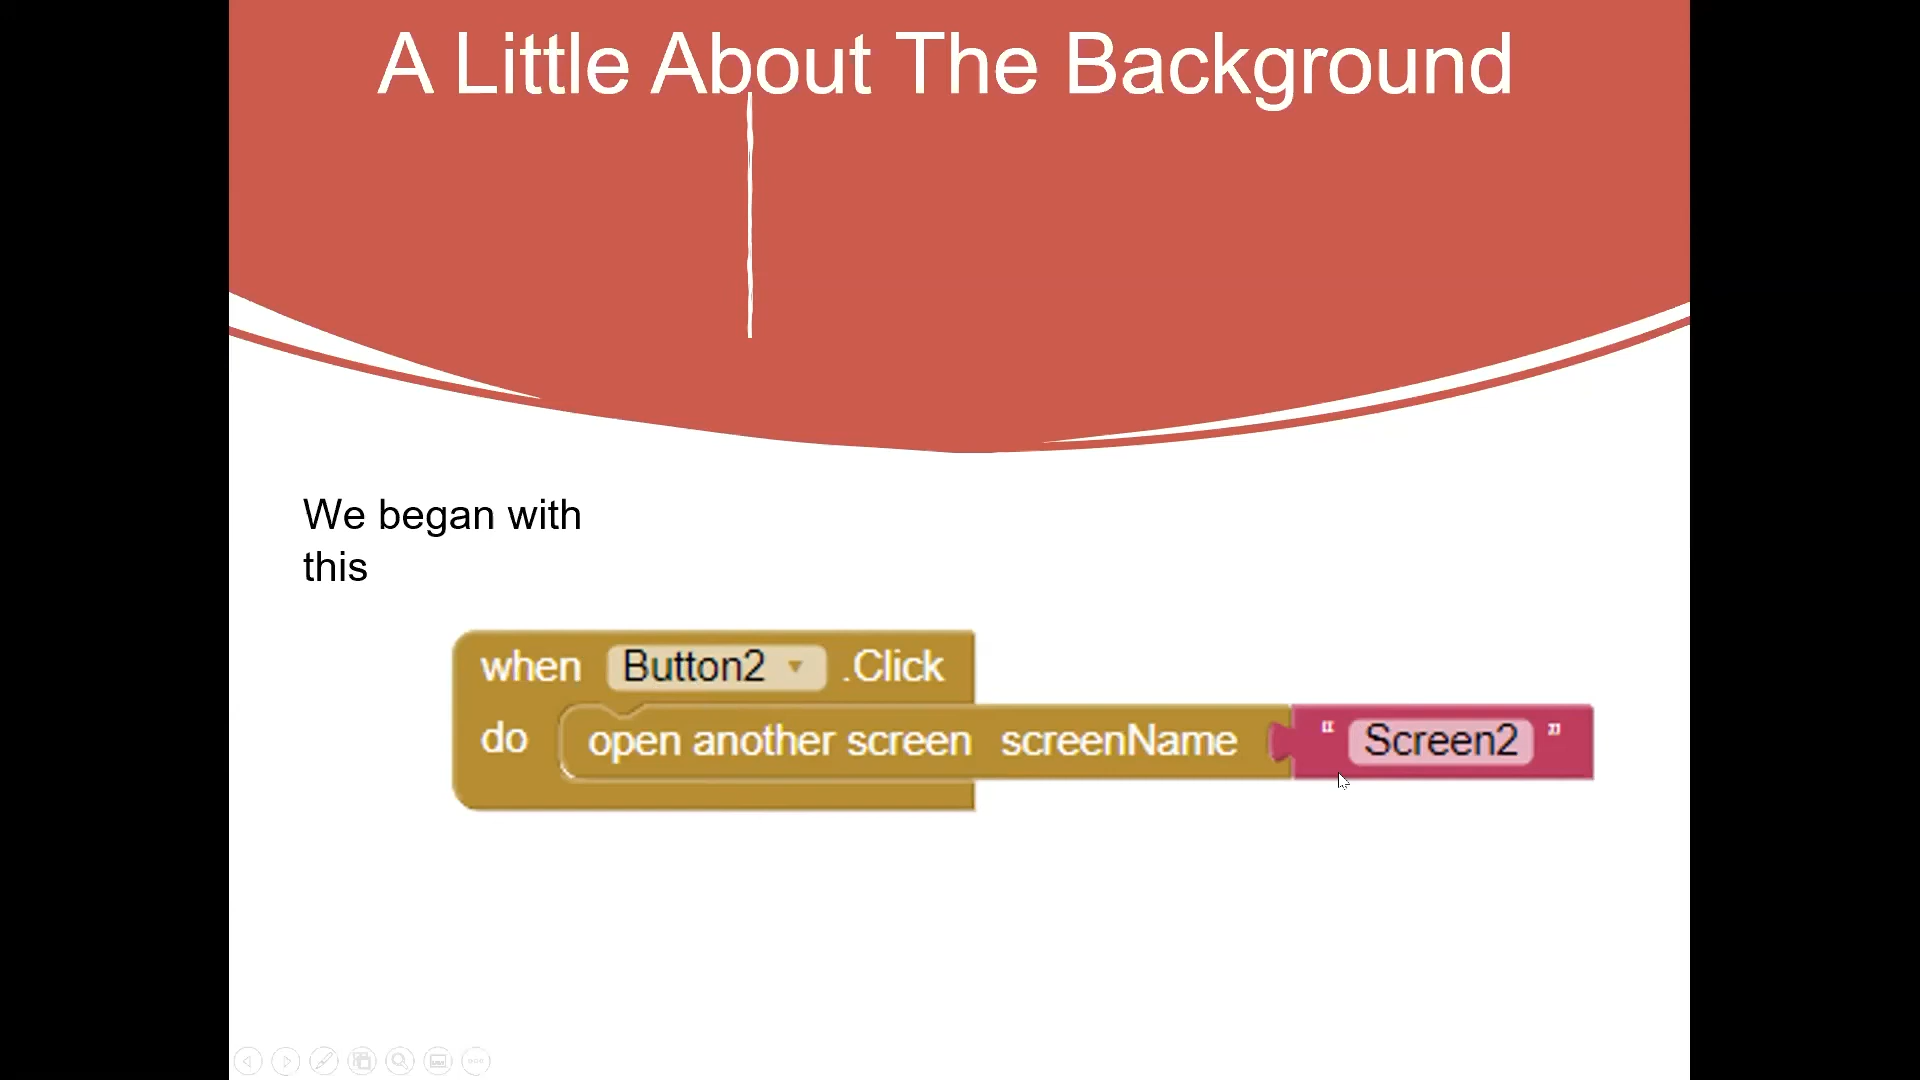 A Little About The Background
We began with
this
when Button2 .Click
do open another screen screenName “ Screen2 ”